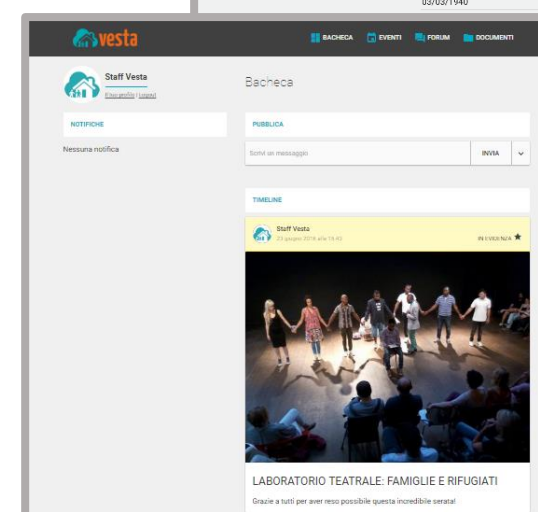 03/03/1940
vesta
BACHECA EVENTI FORUM DOCUMENTI
Staff Vesta
Il tuo profilo | Logout
Bacheca
NOTIFICHE
PUBBLICA
Nessuna notifica
Scrivi un messaggio
INVIA
TIMELINE
Staff Vesta
IN EVIDENZA
LABORATORIO TEATRALE: FAMIGLIE E RIFUGIATI
Grazie a tutti per aver reso possibile questa incredibile serata!